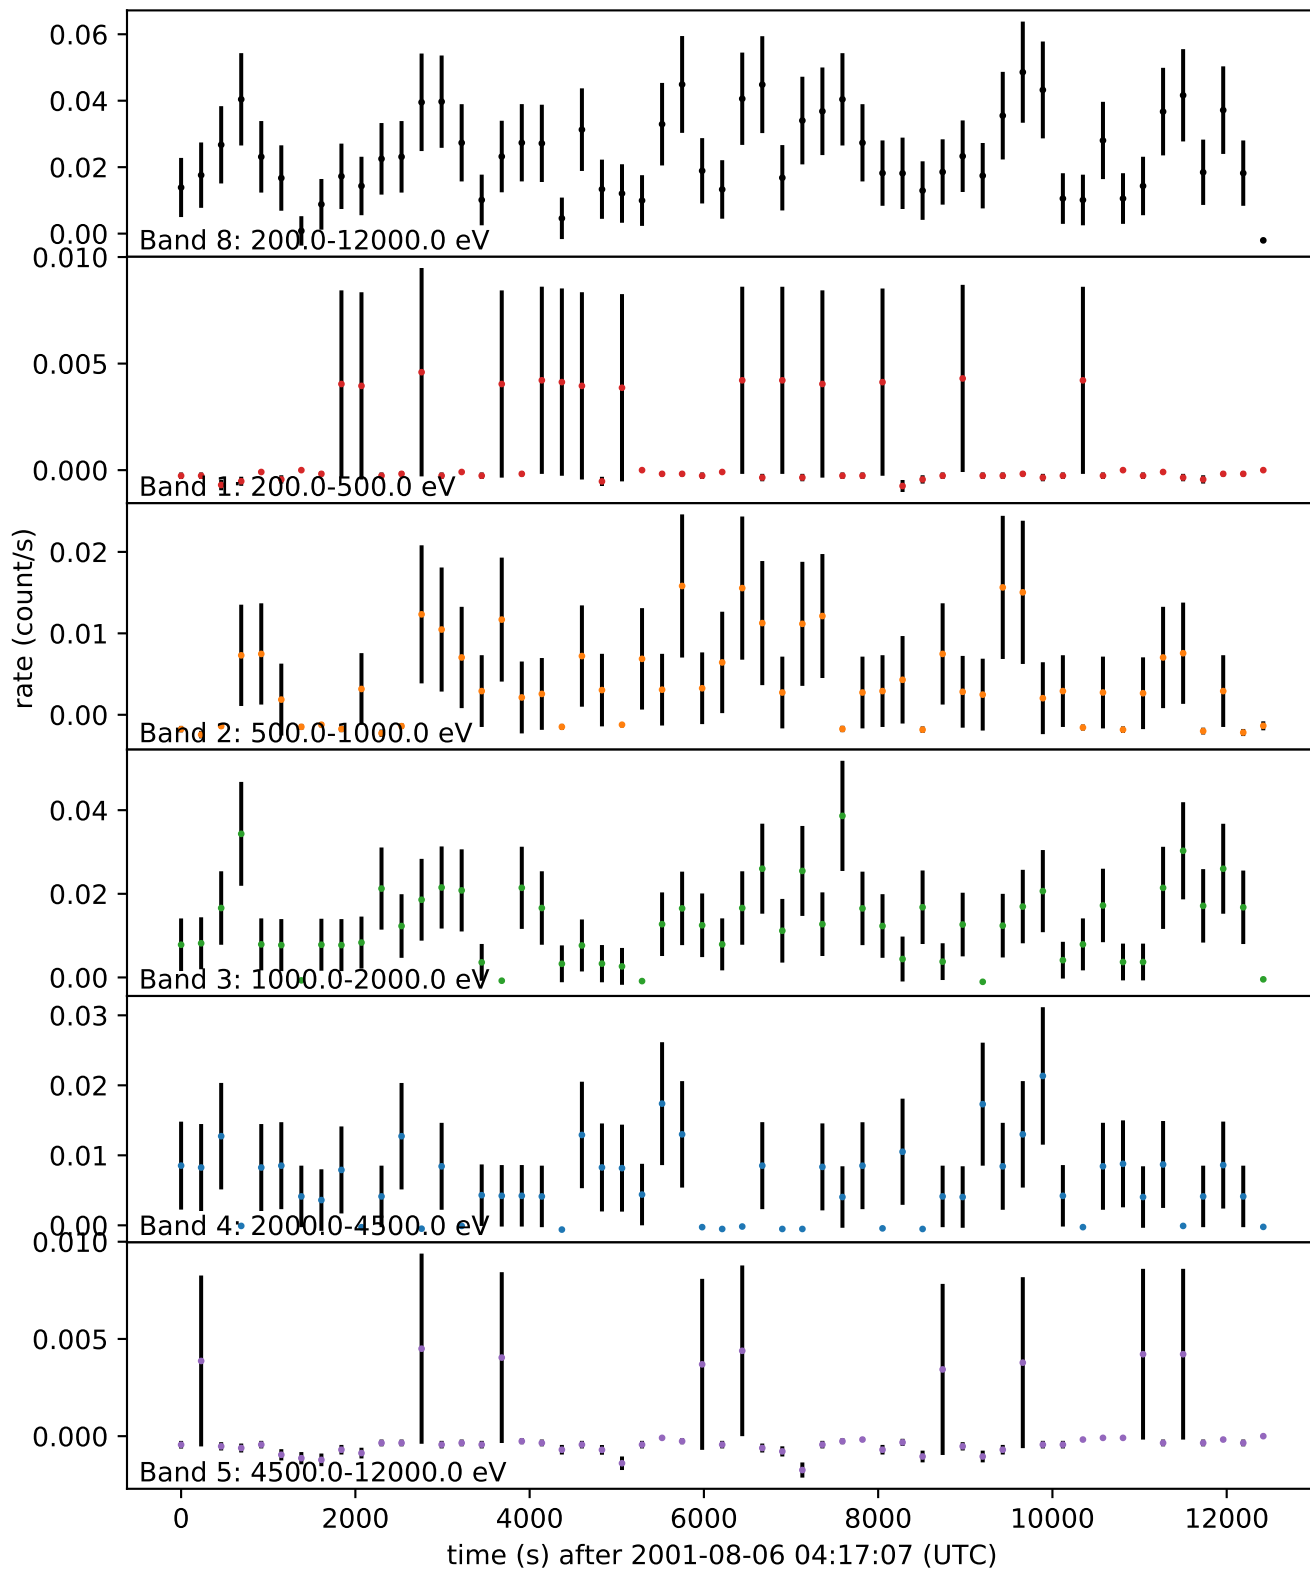 0.06
0.04
0.02
0.00
Band 8: 200.0-12000.0 eV
0.010
0.005
0.000
Band 1: 200.0-500.0 eV
0.02
0.01
0.00
Band 2: 500.0-1000.0 eV
rate (count/s)
0.04
0.02
0.00
Band 3: 1000.0-2000.0 eV
0.03
0.02
0.01
0.00
Band 4: 2000.0-4500.0 eV
0.010
0.005
0.000
Band 5: 4500.0-12000.0 eV
0 2000 4000 6000 8000 10000 12000
time (s) after 2001-08-06 04:17:07 (UTC)